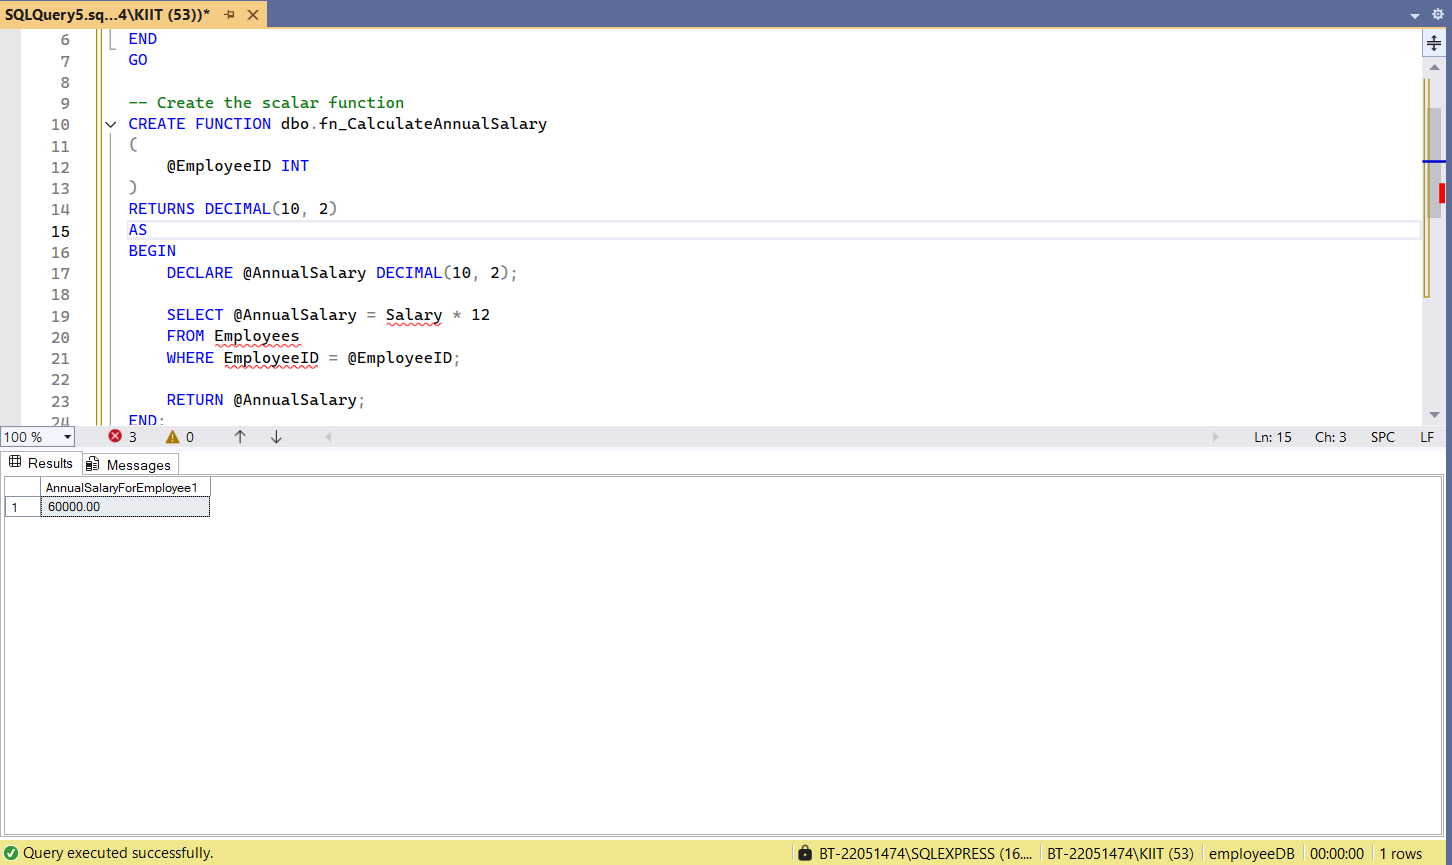 SQLQuery5.sq...4\KIIT (53))*
6 END
7 GO
8
9 -- Create the scalar function
10 CREATE FUNCTION dbo.fn_CalculateAnnualSalary
11 (
12 @EmployeeID INT
13 )
14 RETURNS DECIMAL(10, 2)
15 AS
16 BEGIN
17 DECLARE @AnnualSalary DECIMAL(10, 2);
18
19 SELECT @AnnualSalary = Salary * 12
20 FROM Employees
21 WHERE EmployeeID = @EmployeeID;
22
23 RETURN @AnnualSalary;
24 END;
100 % 3 0 Ln: 15 Ch: 3 SPC LF
Results Messages
AnnualSalaryForEmployee1
1 60000.00
Query executed successfully. BT-22051474\SQLEXPRESS (16.... BT-22051474\KIIT (53) employeeDB 00:00:00 1 rows